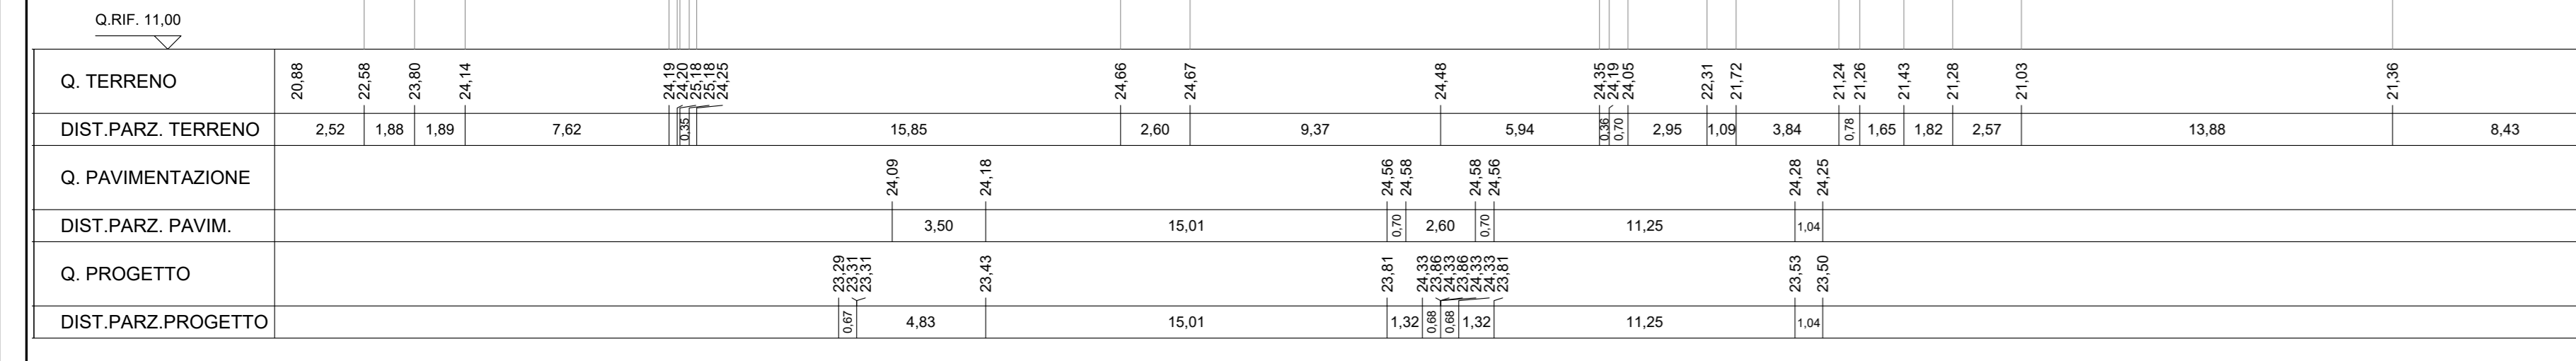 Q.RIF. 11,00
Q. TERRENO 20,88 22,58 23,80 24,14 24,19 24,20 25,18 25,18 24,25 24,66 24,67 24,48 24,35 24,19 24,05 22,31 21,72 21,24 21,26 21,43 21,28 21,03 21,36
DIST.PARZ. TERRENO 2,52 1,88 1,89 7,62 0,35 15,85 2,60 9,37 5,94 0,36 0,70 2,95 1,09 3,84 0,78 1,65 1,82 2,57 13,88 8,43
Q. PAVIMENTAZIONE 24,09 24,18 24,56 24,58 24,58 24,56 24,28 24,25
DIST.PARZ. PAVIM. 3,50 15,01 0,70 2,60 0,70 11,25 1,04
Q. PROGETTO 23,29 23,31 23,31 23,43 23,81 24,33 23,86 24,33 23,86 24,33 24,33 23,81 23,53 23,50
DIST.PARZ.PROGETTO 0,67 4,83 15,01 1,32 0,68 0,68 1,32 11,25 1,04